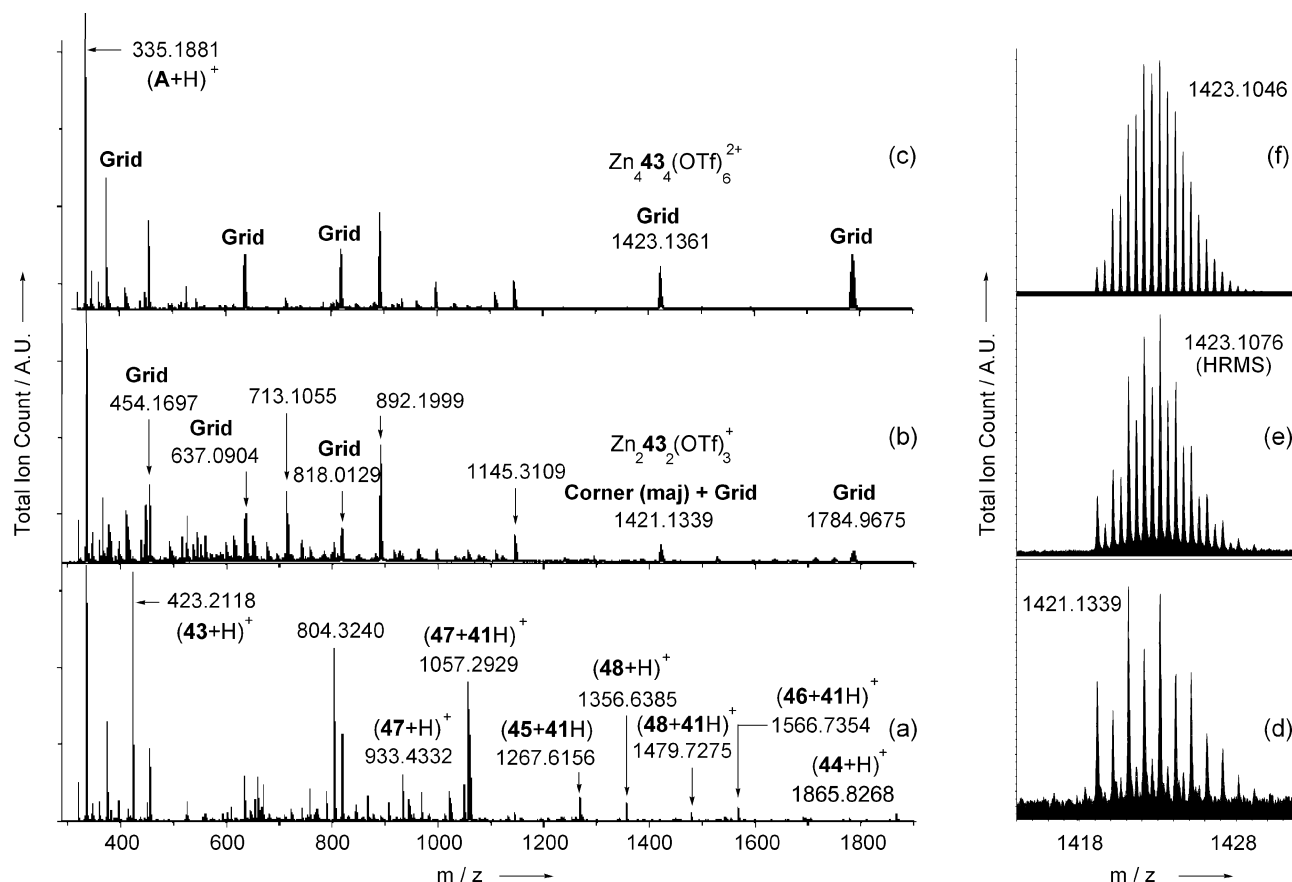 Total Ion Count / A.U.
335.1881
(A+H)+
Grid
Grid
Grid
Zn4434(OTf)62+
Grid
1423.1361
Grid
(c)
Grid
454.1697
Grid
637.0904
713.1055
Grid
818.0129
892.1999
1145.3109
Zn2432(OTf)3+
Corner (maj) + Grid
1421.1339
Grid
1784.9675
(b)
423.2118
(43+H)+
804.3240
(47+H)+
933.4332
(47+41H)+
1057.2929
(45+41H)
1267.6156
(48+H)+
1356.6385
(48+41H)+
1479.7275
(46+41H)+
1566.7354
(44+H)+
1865.8268
(a)
400 600 800 1000 1200 1400 1600 1800
m / z
Total Ion Count / A.U.
1423.1046
(f)
1423.1076
(HRMS)
(e)
1421.1339
(d)
1418 1428
m / z